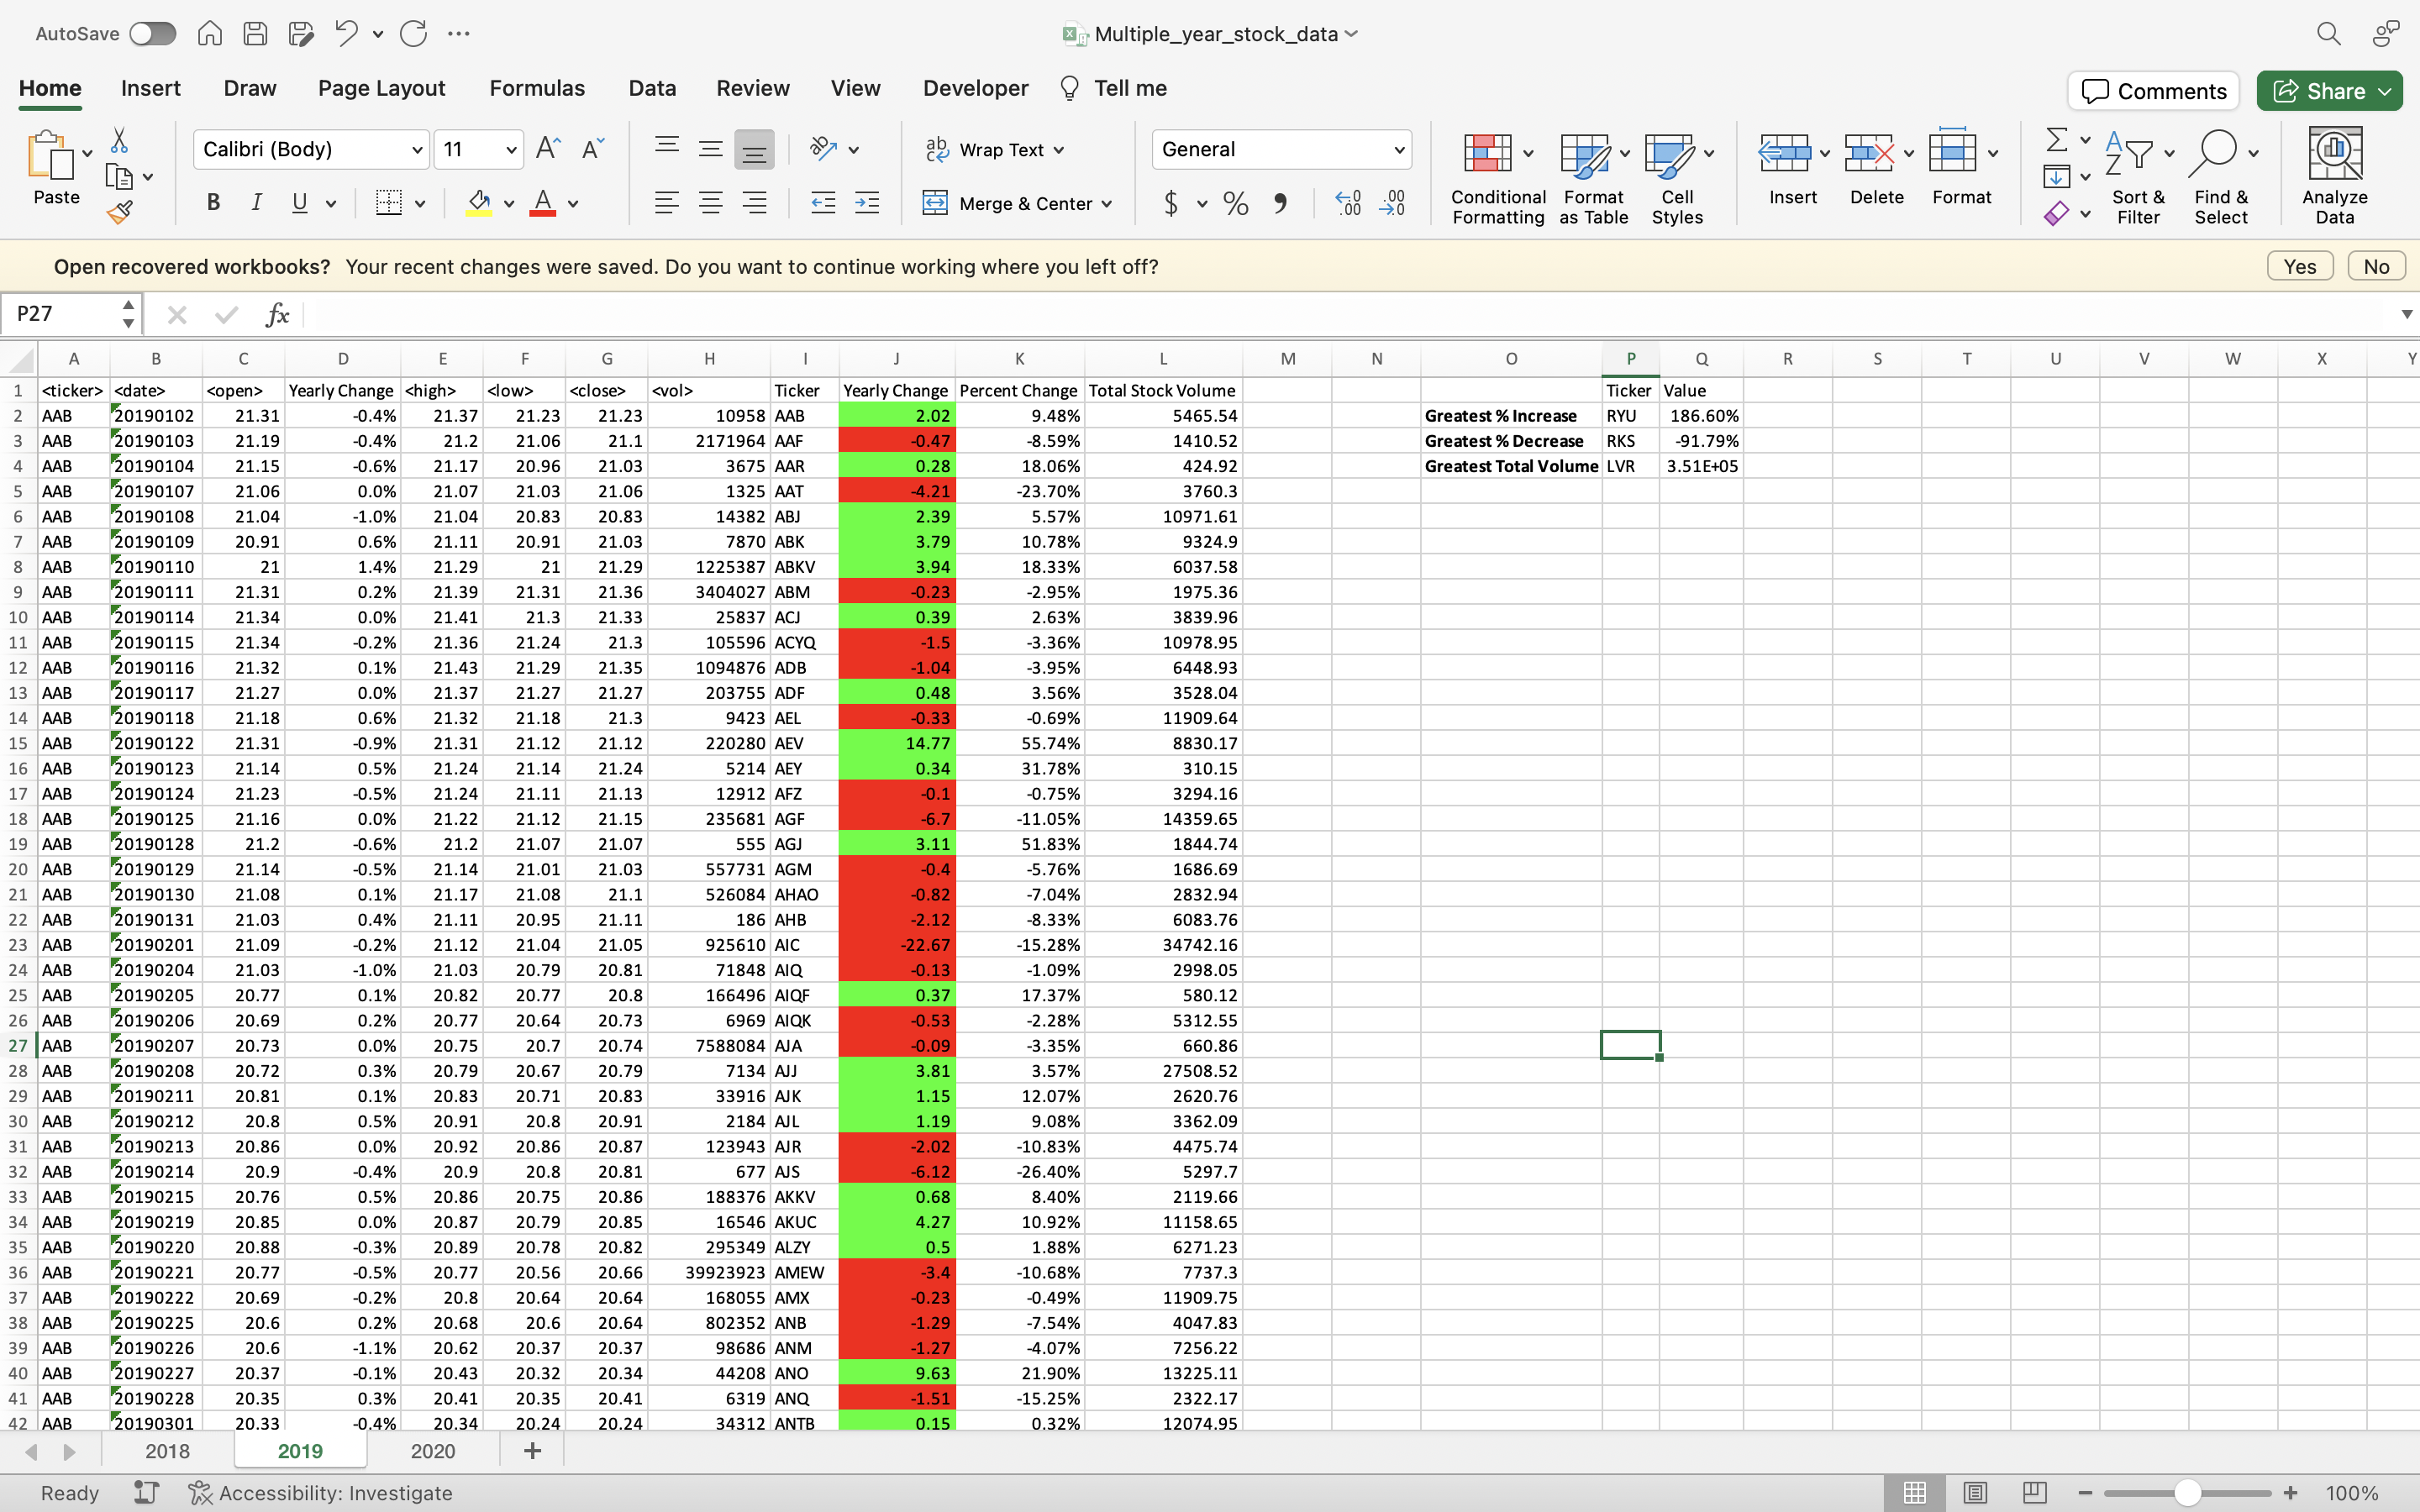 AutoSave
Multiple_year_stock_data
Home Insert Draw Page Layout Formulas Data Review View Developer Tell me Comments Share
Paste Calibri (Body) 11 A A Wrap Text General
B I U A Merge & Center $ % Conditional Formatting Format as Table Cell Styles Insert Delete Format Sort & Filter Find & Select Analyze Data
Open recovered workbooks? Your recent changes were saved. Do you want to continue working where you left off? Yes No
P27 fx
A B C D E F G H I J K L M N O P Q R S T U V W X Y
1 <ticker> <date> <open> Yearly Change <high> <low> <close> <vol> Ticker Yearly Change Percent Change Total Stock Volume Ticker Value
2 AAB 20190102 21.31 -0.4% 21.37 21.23 21.23 10958 AAB 2.02 9.48% 5465.54 Greatest % Increase RYU 186.60%
3 AAB 20190103 21.19 -0.4% 21.2 21.06 21.1 2171964 AAF -0.47 -8.59% 1410.52 Greatest % Decrease RKS -91.79%
4 AAB 20190104 21.15 -0.6% 21.17 20.96 21.03 3675 AAR 0.28 18.06% 424.92 Greatest Total Volume LVR 3.51E+05
5 AAB 20190107 21.06 0.0% 21.07 21.03 21.06 1325 AAT -4.21 -23.70% 3760.3
6 AAB 20190108 21.04 -1.0% 21.04 20.83 20.83 14382 ABJ 2.39 5.57% 10971.61
7 AAB 20190109 20.91 0.6% 21.11 20.91 21.03 7870 ABK 3.79 10.78% 9324.9
8 AAB 20190110 21 1.4% 21.29 21 21.29 1225387 ABKV 3.94 18.33% 6037.58
9 AAB 20190111 21.31 0.2% 21.39 21.31 21.36 3404027 ABM -0.23 -2.95% 1975.36
10 AAB 20190114 21.34 0.0% 21.41 21.3 21.33 25837 ACJ 0.39 2.63% 3839.96
11 AAB 20190115 21.34 -0.2% 21.36 21.24 21.3 105596 ACYQ -1.5 -3.36% 10978.95
12 AAB 20190116 21.32 0.1% 21.43 21.29 21.35 1094876 ADB -1.04 -3.95% 6448.93
13 AAB 20190117 21.27 0.0% 21.37 21.27 21.27 203755 ADF 0.48 3.56% 3528.04
14 AAB 20190118 21.18 0.6% 21.32 21.18 21.3 9423 AEL -0.33 -0.69% 11909.64
15 AAB 20190122 21.31 -0.9% 21.31 21.12 21.12 220280 AEV 14.77 55.74% 8830.17
16 AAB 20190123 21.14 0.5% 21.24 21.14 21.24 5214 AEY 0.34 31.78% 310.15
17 AAB 20190124 21.23 -0.5% 21.24 21.11 21.13 12912 AFZ -0.1 -0.75% 3294.16
18 AAB 20190125 21.16 0.0% 21.22 21.12 21.15 235681 AGF -6.7 -11.05% 14359.65
19 AAB 20190128 21.2 -0.6% 21.2 21.07 21.07 555 AGJ 3.11 51.83% 1844.74
20 AAB 20190129 21.14 -0.5% 21.14 21.01 21.03 557731 AGM -0.4 -5.76% 1686.69
21 AAB 20190130 21.08 0.1% 21.17 21.08 21.1 526084 AHAO -0.82 -7.04% 2832.94
22 AAB 20190131 21.03 0.4% 21.11 20.95 21.11 186 AHB -2.12 -8.33% 6083.76
23 AAB 20190201 21.09 -0.2% 21.12 21.04 21.05 925610 AIC -22.67 -15.28% 34742.16
24 AAB 20190204 21.03 -1.0% 21.03 20.79 20.81 71848 AIQ -0.13 -1.09% 2998.05
25 AAB 20190205 20.77 0.1% 20.82 20.77 20.8 166496 AIQF 0.37 17.37% 580.12
26 AAB 20190206 20.69 0.2% 20.77 20.64 20.73 6969 AIQK -0.53 -2.28% 5312.55
27 AAB 20190207 20.73 0.0% 20.75 20.7 20.74 7588084 AJA -0.09 -3.35% 660.86
28 AAB 20190208 20.72 0.3% 20.79 20.67 20.79 7134 AJJ 3.81 3.57% 27508.52
29 AAB 20190211 20.81 0.1% 20.83 20.71 20.83 33916 AJK 1.15 12.07% 2620.76
30 AAB 20190212 20.8 0.5% 20.91 20.8 20.91 2184 AJL 1.19 9.08% 3362.09
31 AAB 20190213 20.86 0.0% 20.92 20.86 20.87 123943 AJR -2.02 -10.83% 4475.74
32 AAB 20190214 20.9 -0.4% 20.9 20.8 20.81 677 AJS -6.12 -26.40% 5297.7
33 AAB 20190215 20.76 0.5% 20.86 20.75 20.86 188376 AKKV 0.68 8.40% 2119.66
34 AAB 20190219 20.85 0.0% 20.87 20.79 20.85 16546 AKUC 4.27 10.92% 11158.65
35 AAB 20190220 20.88 -0.3% 20.89 20.78 20.82 295349 ALZY 0.5 1.88% 6271.23
36 AAB 20190221 20.77 -0.5% 20.77 20.56 20.66 39923923 AMEW -3.4 -10.68% 7737.3
37 AAB 20190222 20.69 -0.2% 20.8 20.64 20.64 168055 AMX -0.23 -0.49% 11909.75
38 AAB 20190225 20.6 0.2% 20.68 20.6 20.64 802352 ANB -1.29 -7.54% 4047.83
39 AAB 20190226 20.6 -1.1% 20.62 20.37 20.37 98686 ANM -1.27 -4.07% 7256.22
40 AAB 20190227 20.37 -0.1% 20.43 20.32 20.34 44208 ANO 9.63 21.90% 13225.11
41 AAB 20190228 20.35 0.3% 20.41 20.35 20.41 6319 ANQ -1.51 -15.25% 2322.17
42 AAB 20190301 20.33 -0.4% 20.34 20.24 20.24 34312 ANTB 0.15 0.32% 12074.95
2018 2019 2020 +
Ready Accessibility: Investigate 100%